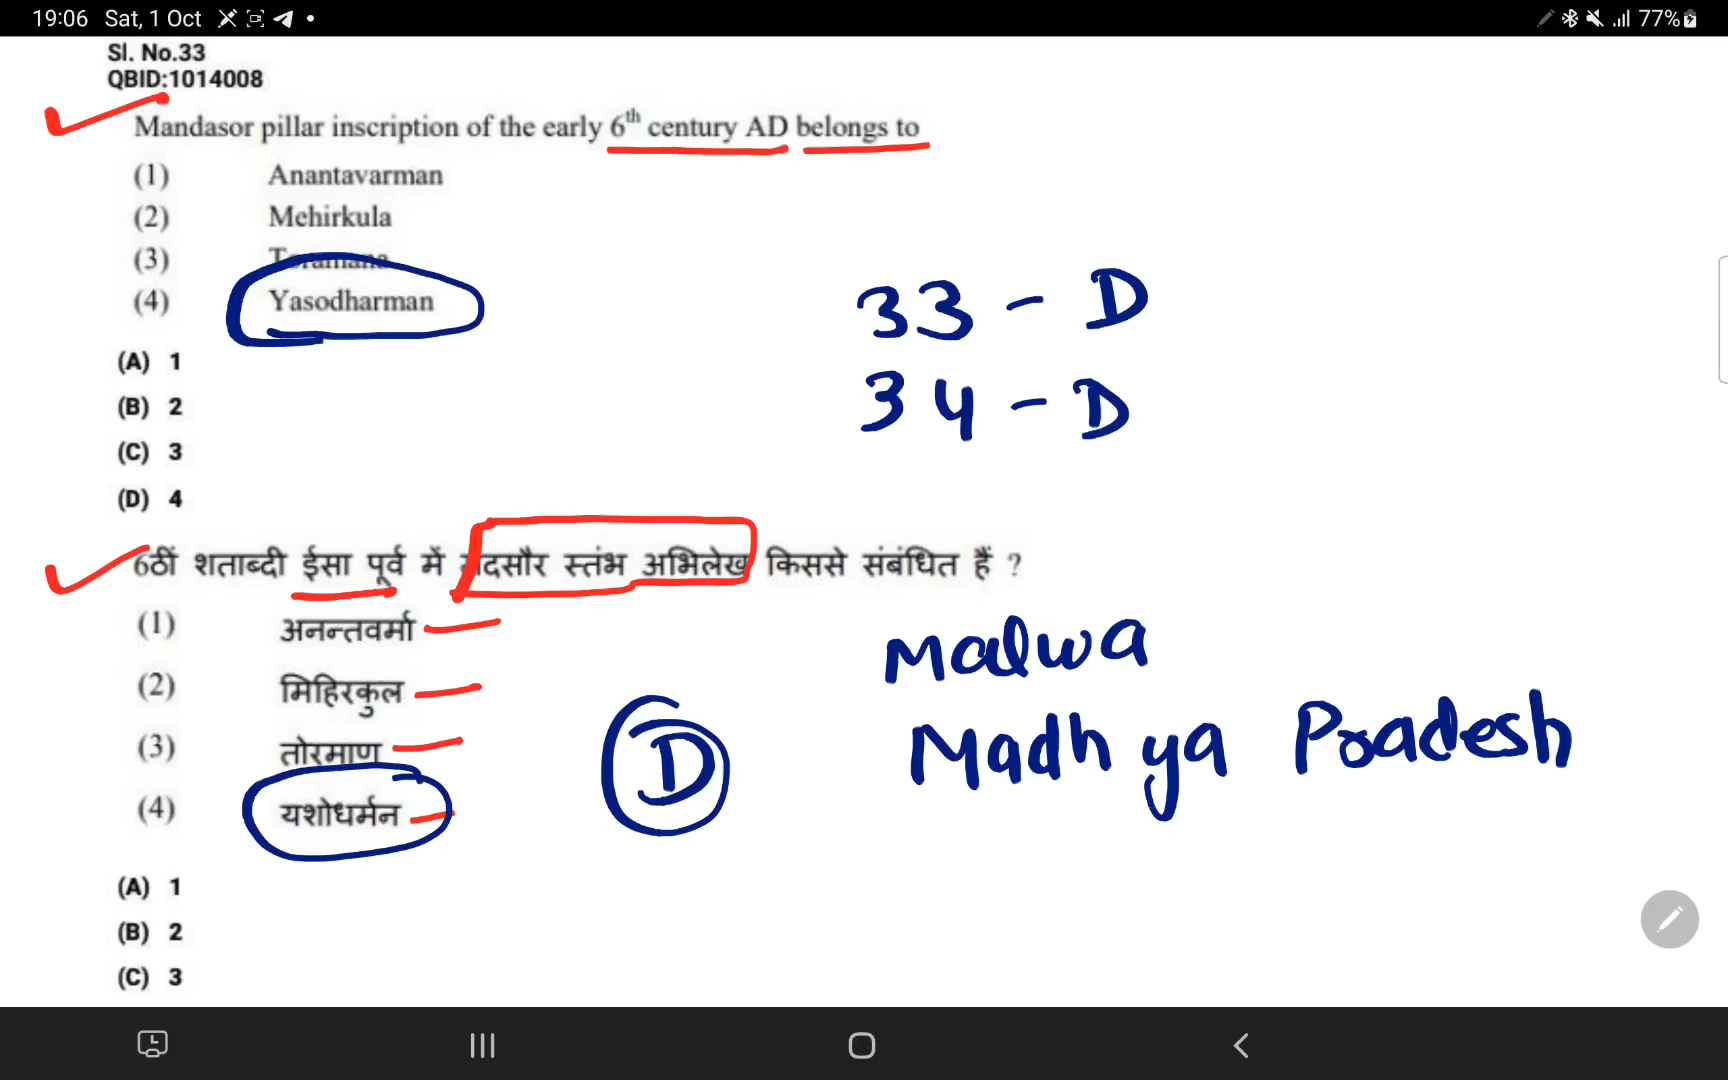 19:06 Sat, 1 Oct
77%
Sl. No.33
QBID:1014008
Mandasor pillar inscription of the early 6th century AD belongs to
(1) Anantavarman
(2) Mehirkula
(3) Toramana
(4) Yasodharman
33 - D
(A) 1
34 - D
(B) 2
(C) 3
(D) 4
6ठीं शताब्दी ईसा पूर्व में मंदसौर स्तंभ अभिलेख किससे संबंधित हैं ?
(1) अनन्तवर्मा
Malwa
(2) मिहिरकुल
(3) तोरमाण
D
Madhya Pradesh
(4) यशोधर्मन
(A) 1
(B) 2
(C) 3